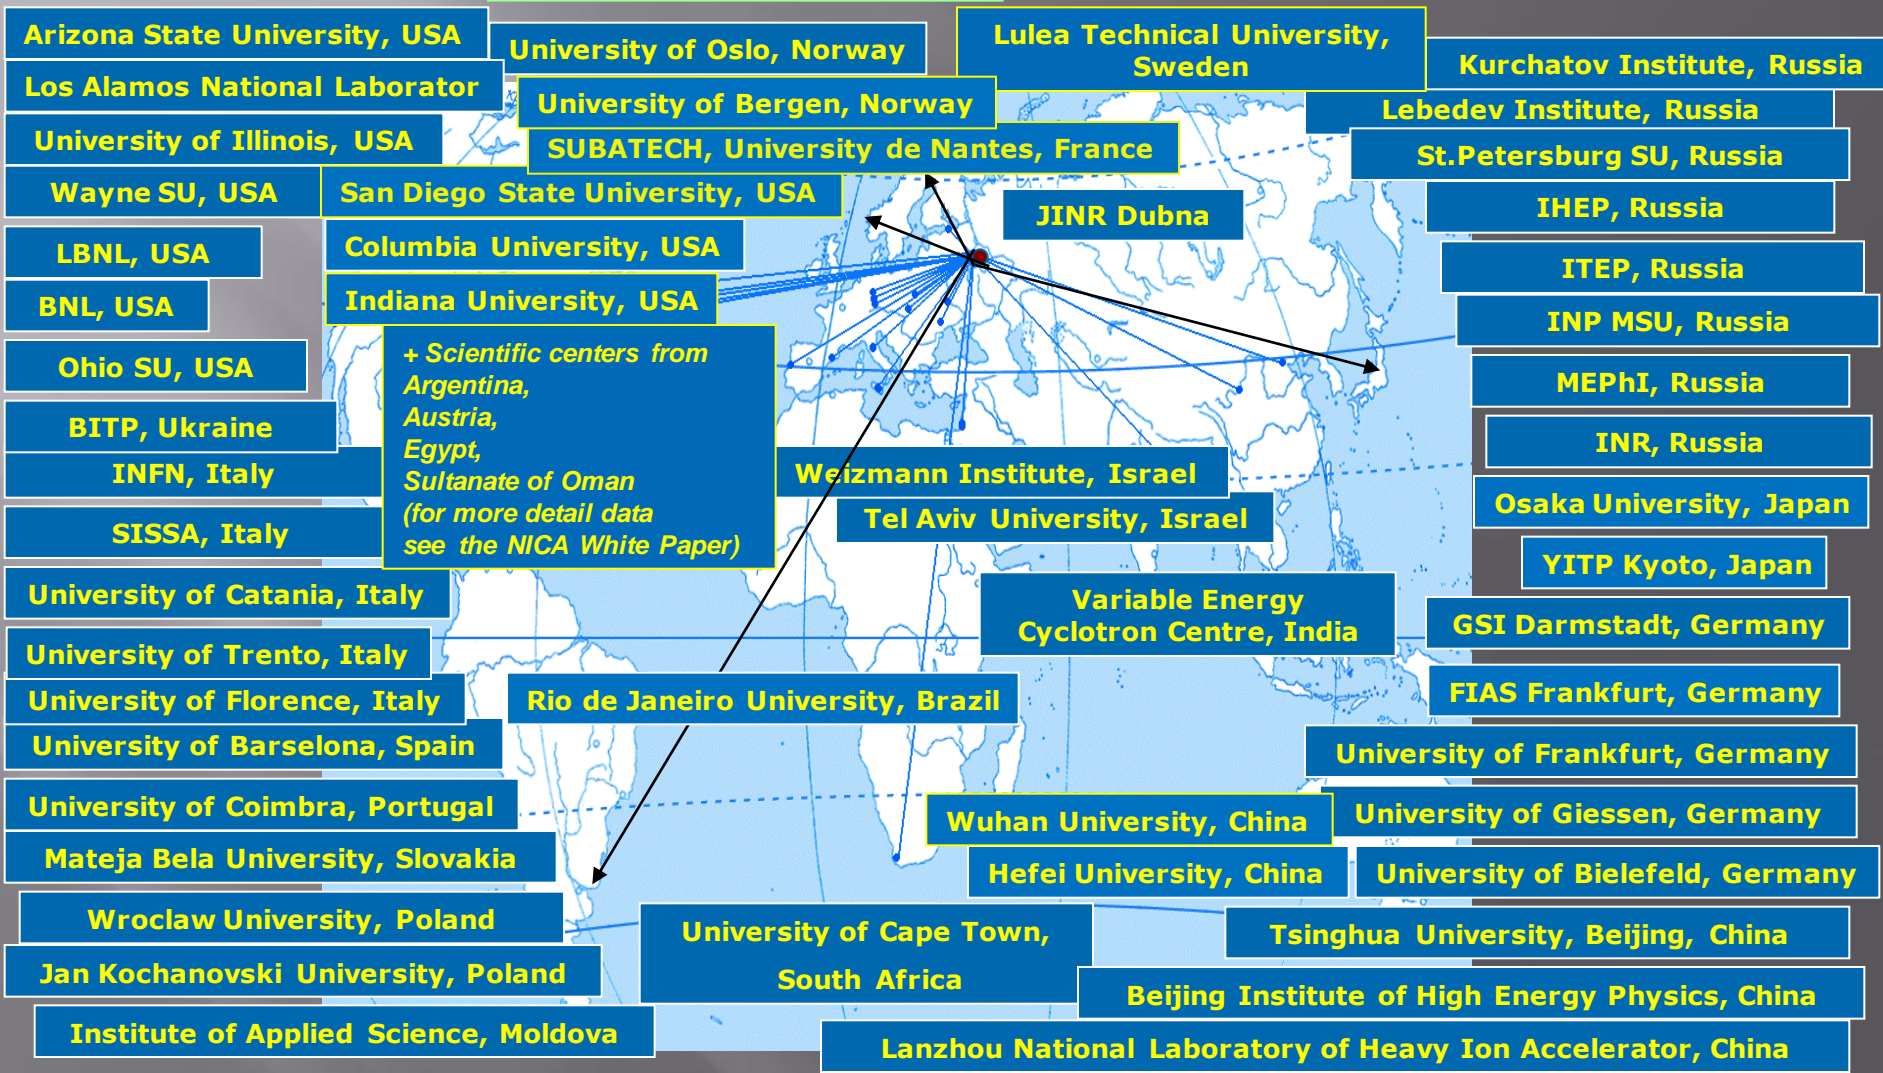 Arizona State University, USA
University of Oslo, Norway
Lulea Technical University,
Sweden
Kurchatov Institute, Russia
Los Alamos National Laborator
University of Bergen, Norway
Lebedev Institute, Russia
University of Illinois, USA
SUBATECH, University de Nantes, France
St.Petersburg SU, Russia
Wayne SU, USA
San Diego State University, USA
JINR Dubna
IHEP, Russia
LBNL, USA
Columbia University, USA
ITEP, Russia
BNL, USA
Indiana University, USA
INP MSU, Russia
+ Scientific centers from
Argentina,
Austria,
Egypt,
Sultanate of Oman
(for more detail data
see the NICA White Paper)
Ohio SU, USA
MEPhI, Russia
BITP, Ukraine
INR, Russia
INFN, Italy
Weizmann Institute, Israel
Osaka University, Japan
SISSA, Italy
Tel Aviv University, Israel
YITP Kyoto, Japan
University of Catania, Italy
Variable Energy
Cyclotron Centre, India
GSI Darmstadt, Germany
University of Trento, Italy
University of Florence, Italy
Rio de Janeiro University, Brazil
FIAS Frankfurt, Germany
University of Barselona, Spain
University of Frankfurt, Germany
University of Coimbra, Portugal
Wuhan University, China
University of Giessen, Germany
Mateja Bela University, Slovakia
Hefei University, China
University of Bielefeld, Germany
Wroclaw University, Poland
University of Cape Town,
South Africa
Tsinghua University, Beijing, China
Jan Kochanovski University, Poland
Beijing Institute of High Energy Physics, China
Institute of Applied Science, Moldova
Lanzhou National Laboratory of Heavy Ion Accelerator, China